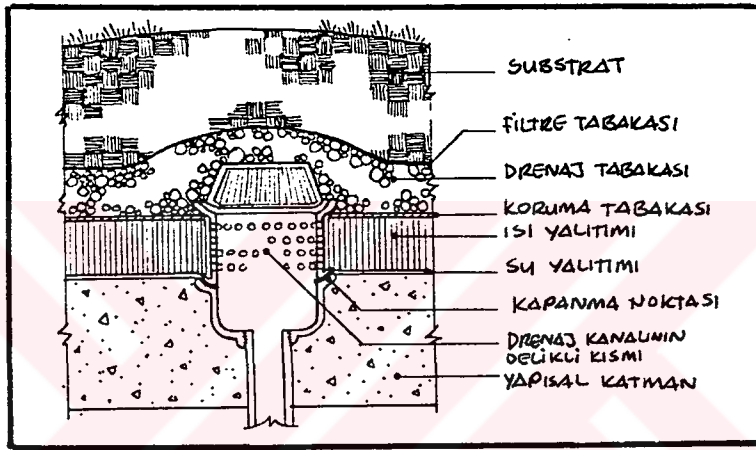 SUBSTRAT
FİLTRE TABAKASI
DRENAJ TABAKASI
KORUMA TABAKASI
ISI YALITIMI
SU YALITIMI
KAPANMA NOKTASI
DRENAJ KANALININ
DELİKLİ KISMI
YAPISAL KATMAN